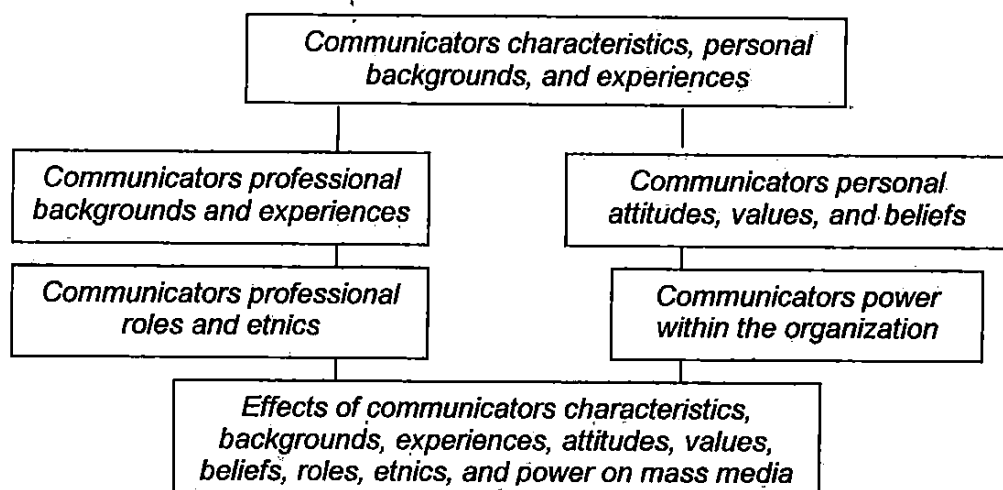 Communicators characteristics, personal
backgrounds, and experiences
Communicators professional
backgrounds and experiences
Communicators personal
attitudes, values, and beliefs
Communicators professional
roles and etnics
Communicators power
within the organization
Effects of communicators characteristics,
backgrounds, experiences, attitudes, values,
beliefs, roles, etnics, and power on mass media